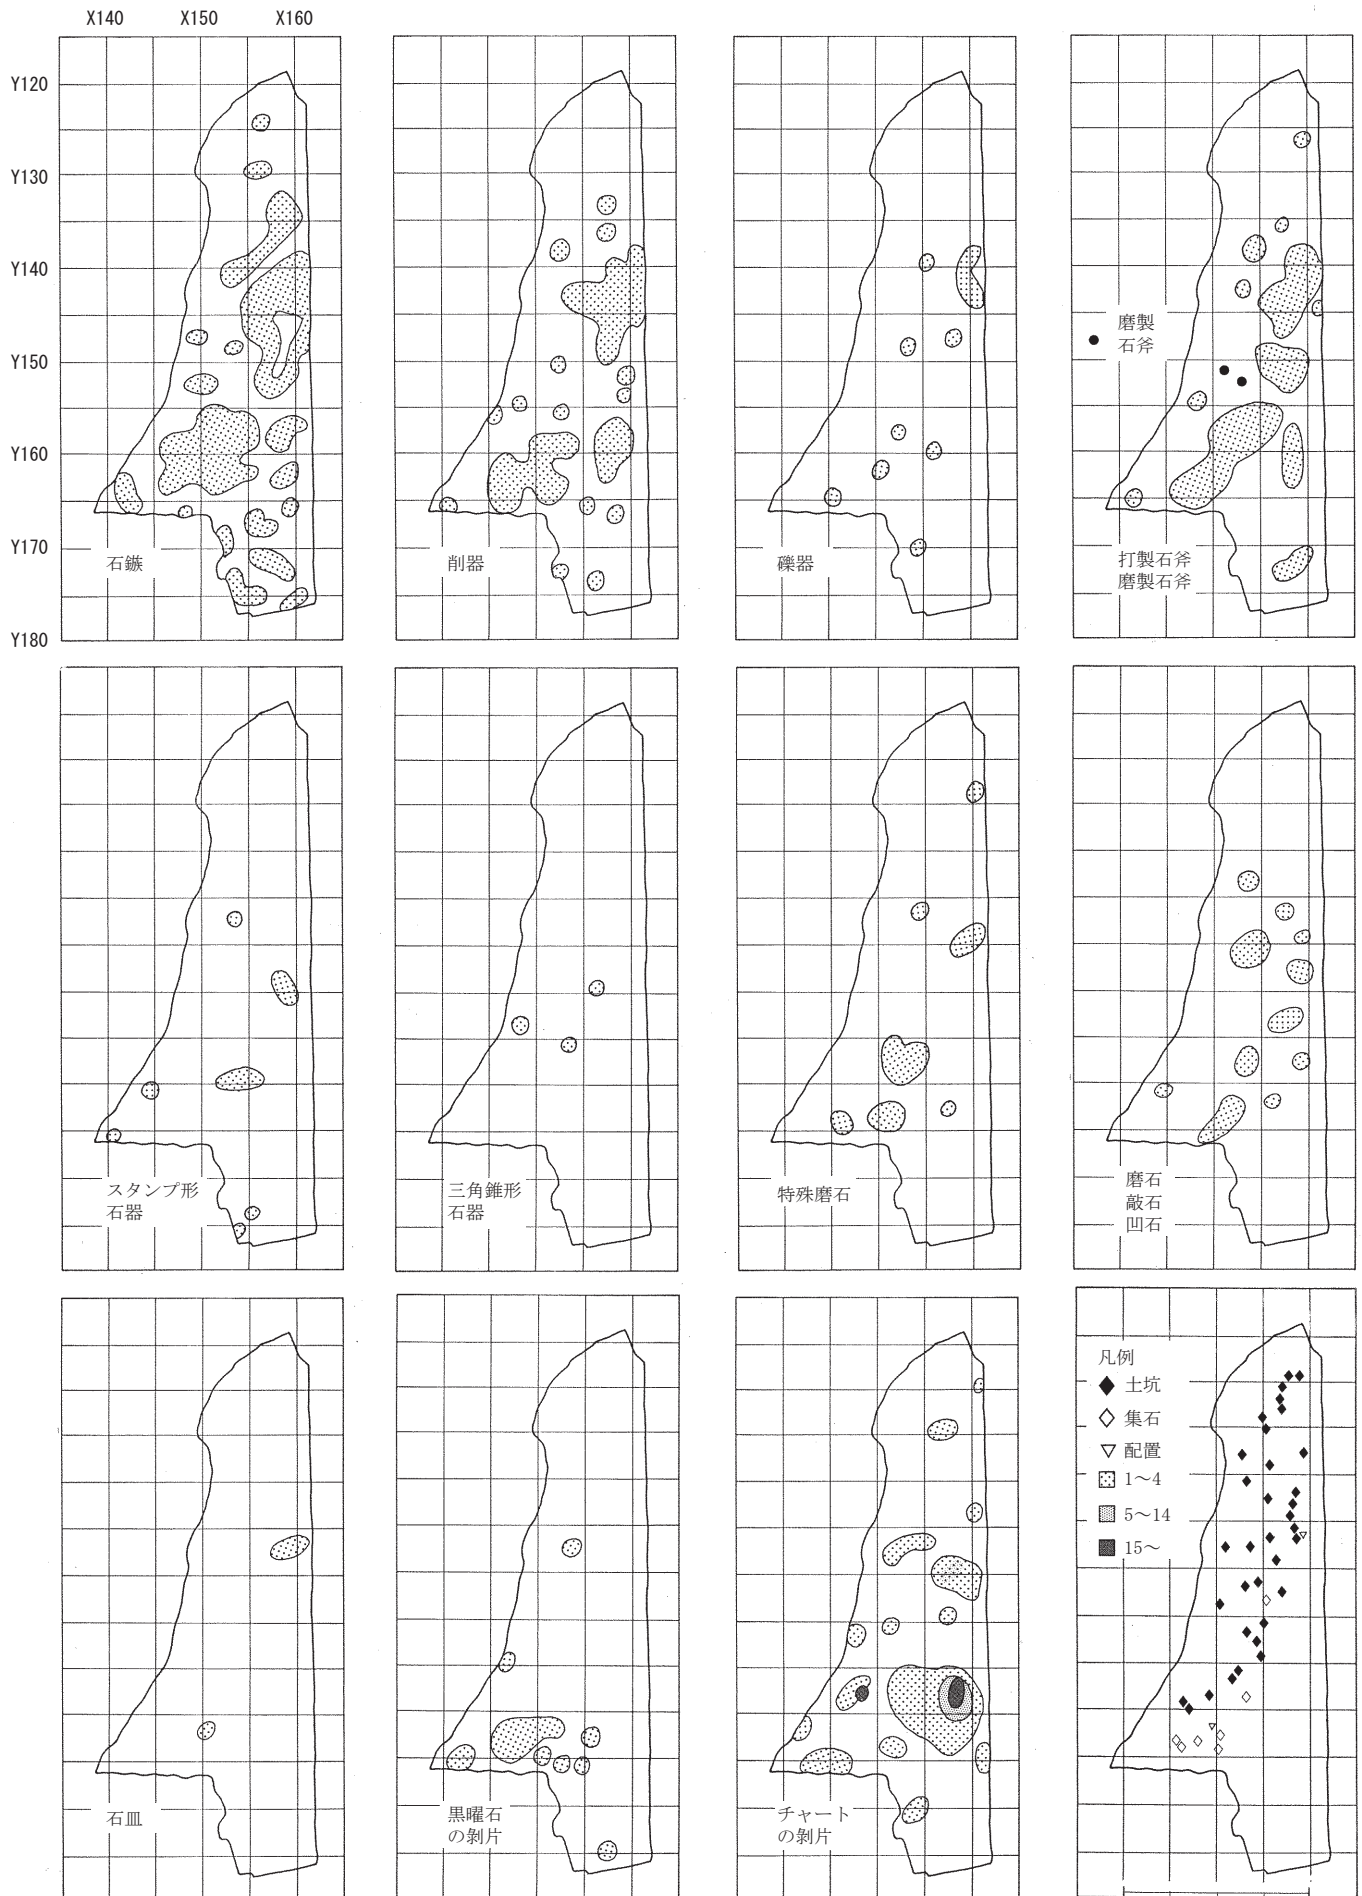 X140 X150 X160
Y120
Y130
Y140
Y150
Y160
Y170
Y180
石鏃
削器
礫器
磨製
石斧
打製石斧
磨製石斧
スタンプ形
石器
三角錐形
石器
特殊磨石
磨石
敲石
凹石
石皿
黒曜石
の剝片
チャート
の剝片
凡例
土坑
集石
配置
1〜4
5〜14
15〜